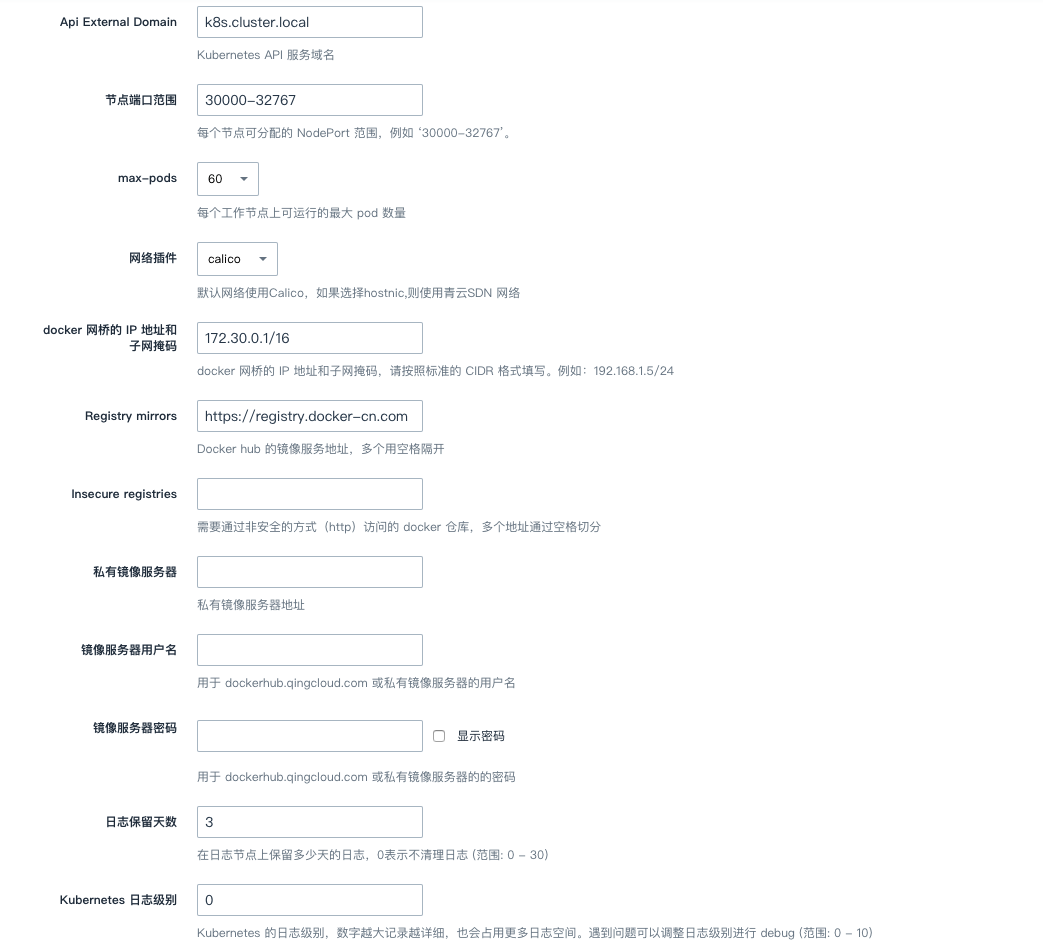 Api External Domain
k8s.cluster.local
Kubernetes API 服务域名
节点端口范围
30000-32767
每个节点可分配的 NodePort 范围，例如 '30000-32767'。
max-pods
60
每个工作节点上可运行的最大 pod 数量
网络插件
calico
默认网络使用Calico，如果选择hostnic,则使用青云SDN 网络
docker 网桥的 IP 地址和
子网掩码
172.30.0.1/16
docker 网桥的 IP 地址和子网掩码，请按照标准的 CIDR 格式填写。例如：192.168.1.5/24
Registry mirrors
https://registry.docker-cn.com
Docker hub 的镜像服务地址，多个用空格隔开
Insecure registries
需要通过非安全的方式（http）访问的 docker 仓库，多个地址通过空格切分
私有镜像服务器
私有镜像服务器地址
镜像服务器用户名
用于 dockerhub.qingcloud.com 或私有镜像服务器的用户名
镜像服务器密码
显示密码
用于 dockerhub.qingcloud.com 或私有镜像服务器的的密码
日志保留天数
3
在日志节点上保留多少天的日志，0表示不清理日志 (范围: 0 - 30)
Kubernetes 日志级别
0
Kubernetes 的日志级别，数字越大记录越详细，也会占用更多日志空间。遇到问题可以调整日志级别进行 debug (范围: 0 - 10)